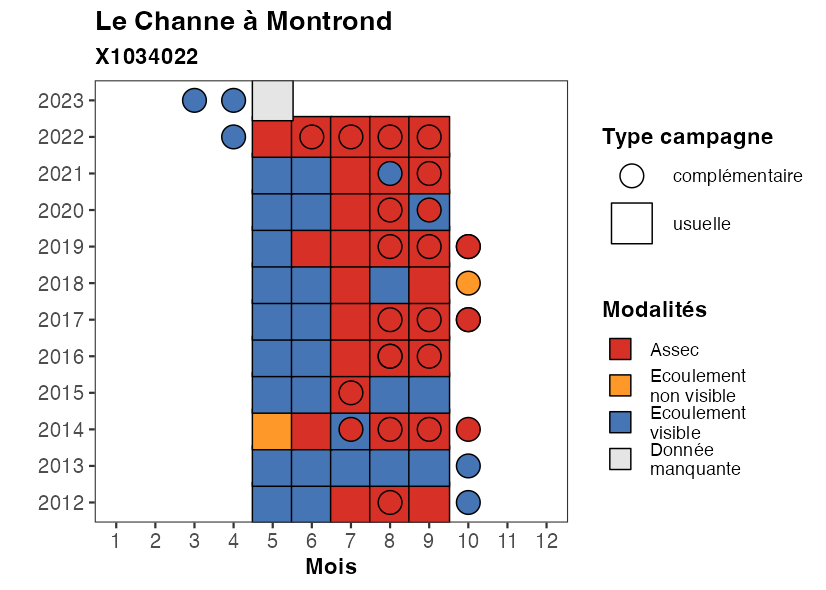 Le Channe à Montrond
X1034022
2023
2022
2021
2020
2019
2018
2017
2016
2015
2014
2013
2012
1 2 3 4 5 6 7 8 9 10 11 12
Mois
Type campagne
complémentaire
usuelle
Modalités
Assec
Ecoulement
non visible
Ecoulement
visible
Donnée
manquante